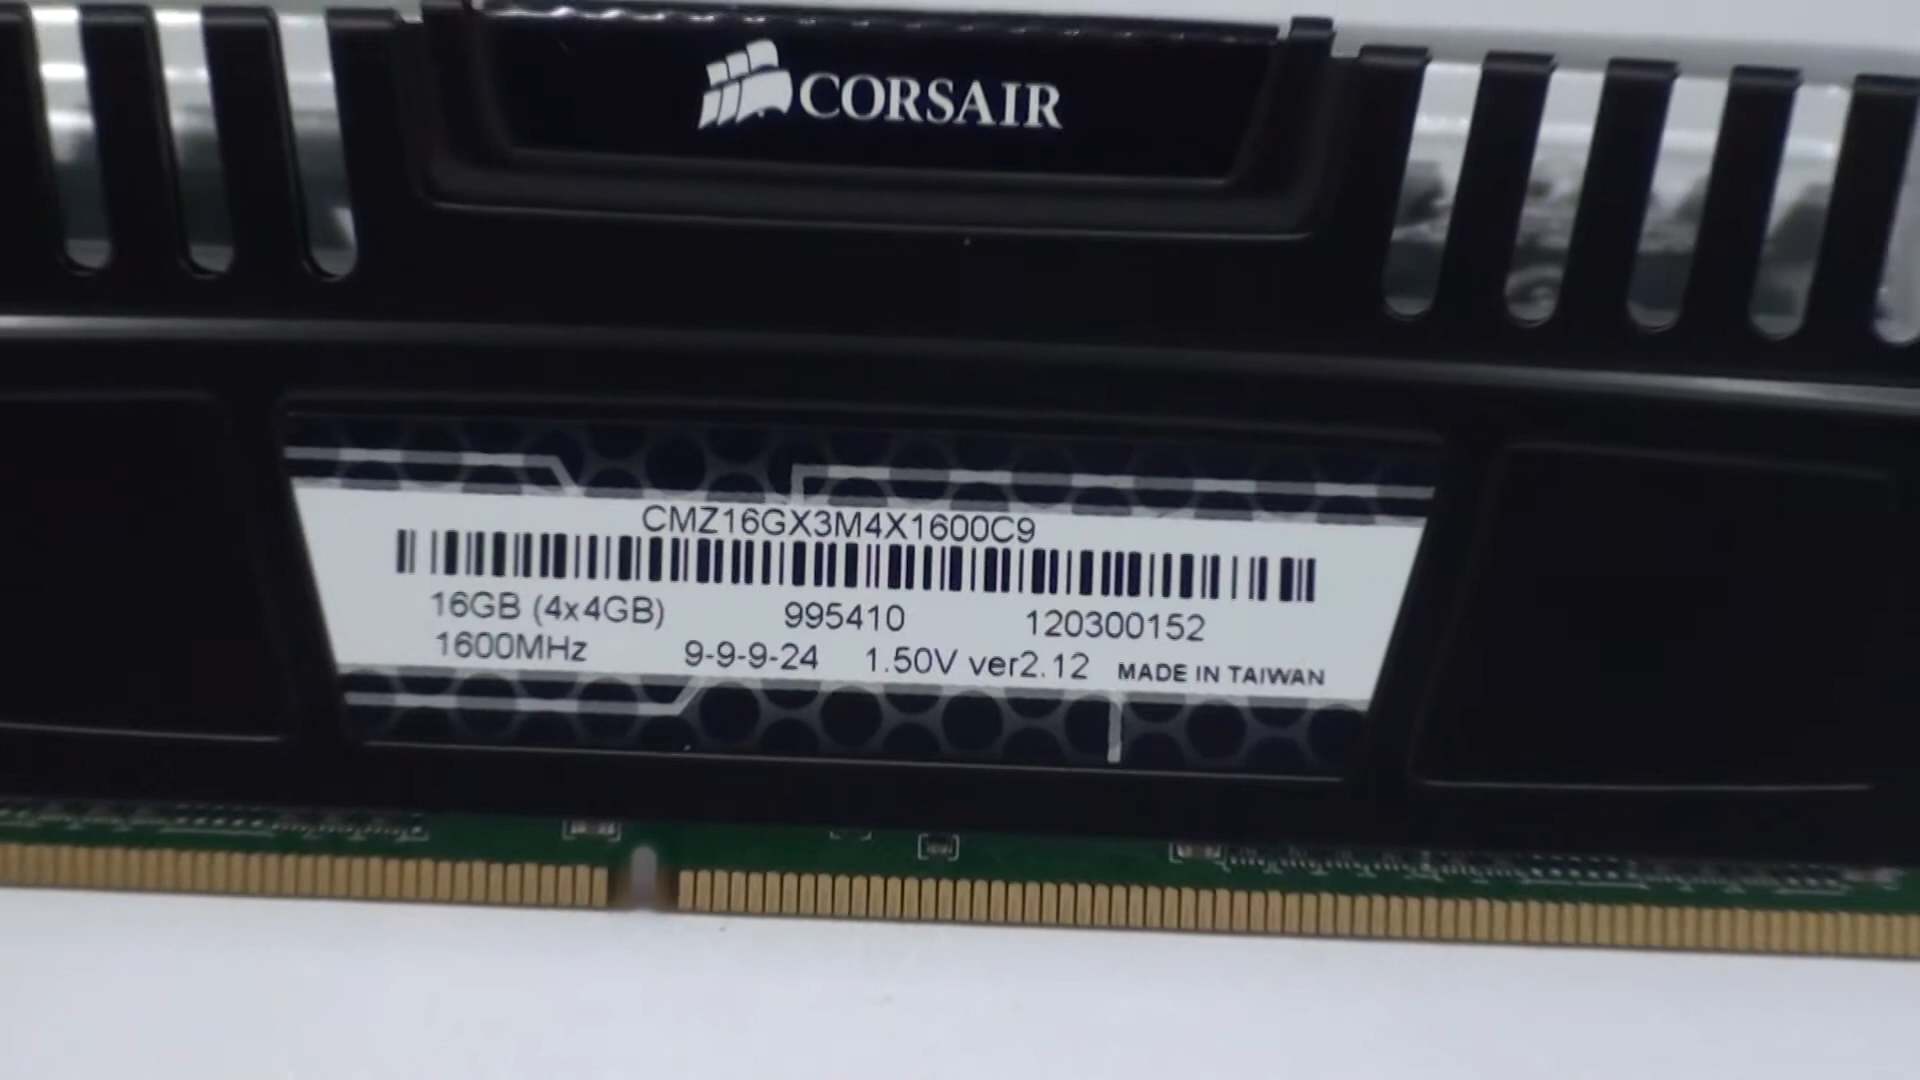 CORSAIR
CMZ16GX3M4X1600C9
16GB (4x4GB) 995410 120300152
1600MHz 9-9-9-24 1.50V ver2.12 MADE IN TAIWAN